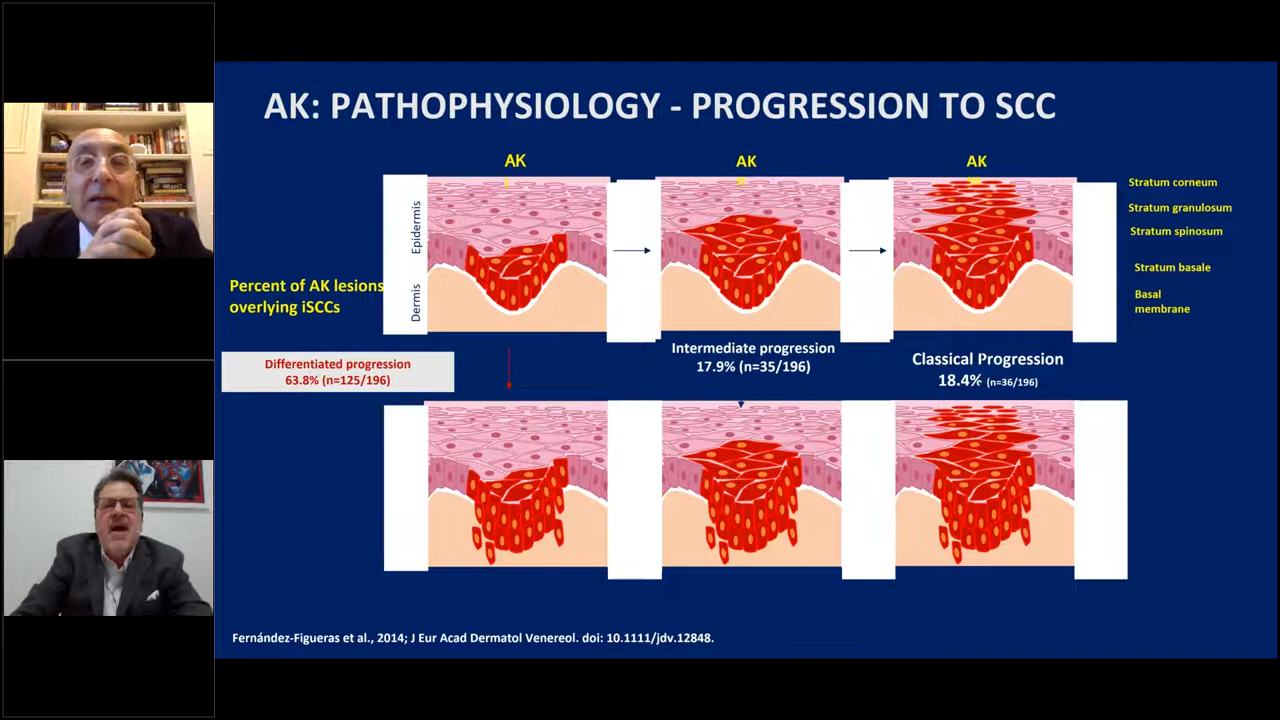 AK: PATHOPHYSIOLOGY - PROGRESSION TO SCC
AK
AK
AK
Epidermis
Dermis
Stratum corneum
Stratum granulosum
Stratum spinosum
Stratum basale
Basal
membrane
Percent of AK lesions
overlying iSCCs
Differentiated progression
63.8% (n=125/196)
Intermediate progression
17.9% (n=35/196)
Classical Progression
18.4% (n=36/196)
Fernández-Figueras et al., 2014; J Eur Acad Dermatol Venereol. doi: 10.1111/jdv.12848.